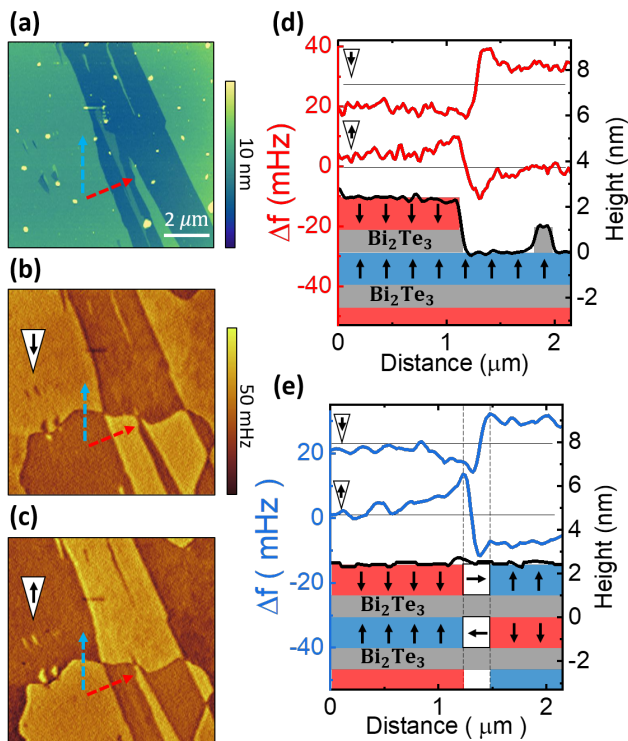 (a)
2 μm
10 nm
(b)
50 mHz
(c)
(d)
40
20
0
-20
-40
Δf (mHz)
8
6
4
2
0
-2
Height (nm)
Bi₂Te₃
Bi₂Te₃
0
1
2
Distance (μm)
(e)
20
0
-20
-40
Δf ( mHz)
8
6
4
2
0
-2
Height (nm)
Bi₂Te₃
Bi₂Te₃
0
1
2
Distance ( μm)